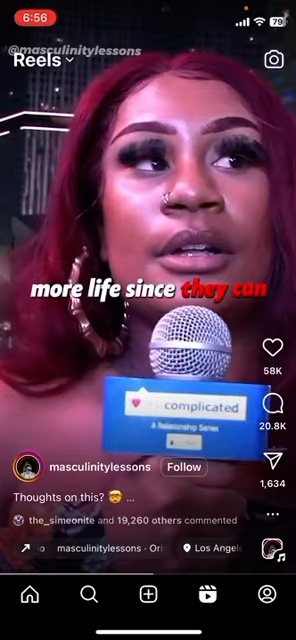 6:56
79
@masculinitylessons
Reels
more life since they can
complicated
A Relationship Series
58K
20.8K
1,634
masculinitylessons
Follow
Thoughts on this? 🤯 ...
the_simeonite and 19,260 others commented
masculinitylessons · Ori
Los Angel